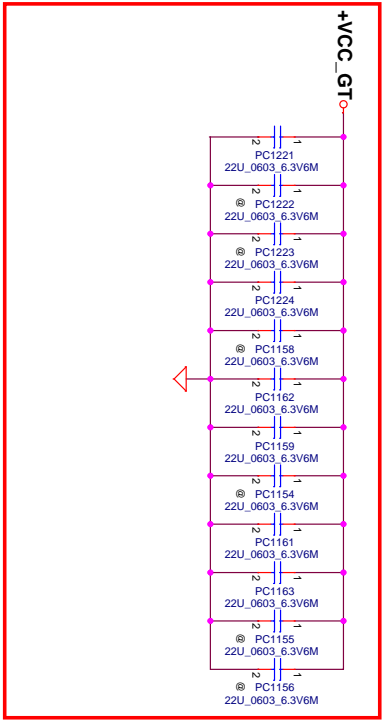 +VCC_GT
2 1
PC1221
22U_0603_6.3V6M
2 1
@ PC1222
22U_0603_6.3V6M
2 1
@ PC1223
22U_0603_6.3V6M
2 1
PC1224
22U_0603_6.3V6M
2 1
@ PC1158
22U_0603_6.3V6M
2 1
PC1162
22U_0603_6.3V6M
2 1
PC1159
22U_0603_6.3V6M
2 1
@ PC1154
22U_0603_6.3V6M
2 1
PC1161
22U_0603_6.3V6M
2 1
PC1163
22U_0603_6.3V6M
2 1
@ PC1155
22U_0603_6.3V6M
2 1
@ PC1156
22U_0603_6.3V6M